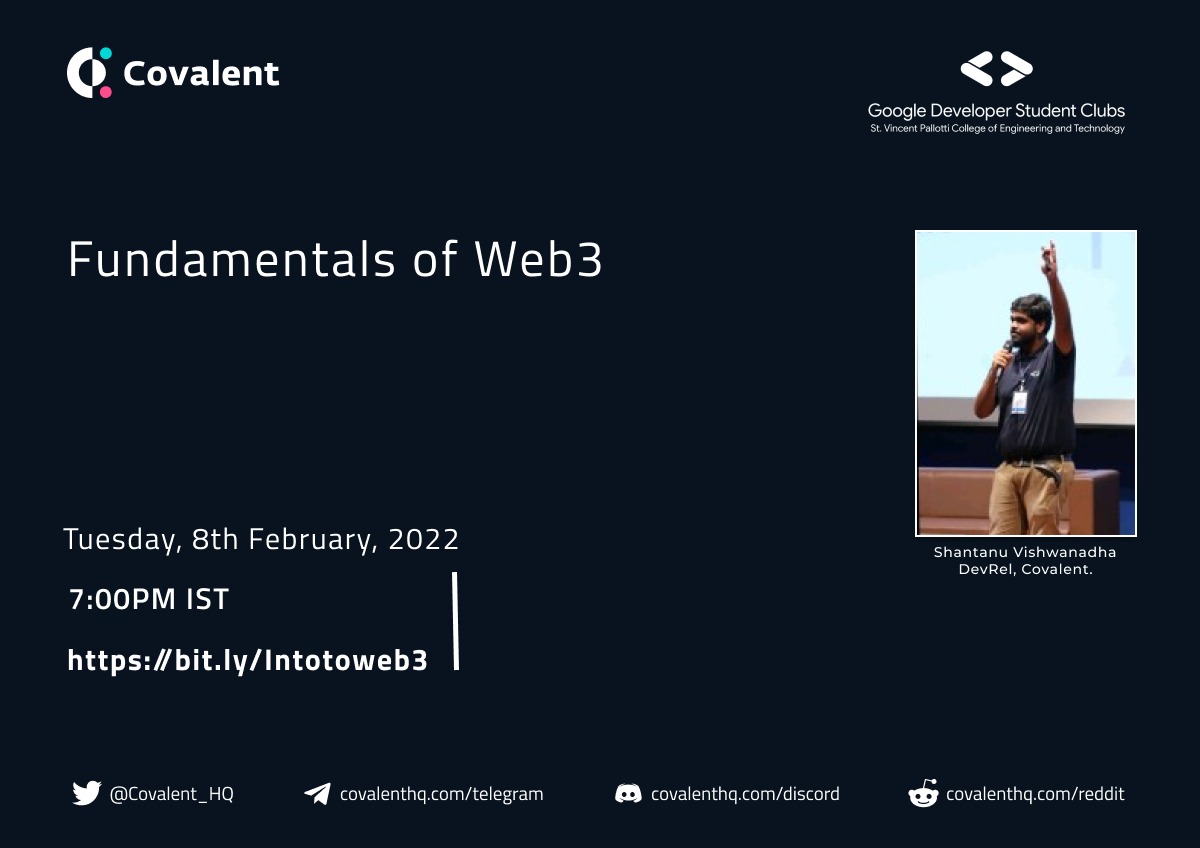 Covalent
Google Developer Student Clubs
St. Vincent Pallotti College of Engineering and Technology
Fundamentals of Web3
Shantanu Vishwanadha
DevRel, Covalent.
Tuesday, 8th February, 2022
7:00PM IST
https://bit.ly/Intotoweb3
@Covalent_HQ
covalenthq.com/telegram
covalenthq.com/discord
covalenthq.com/reddit